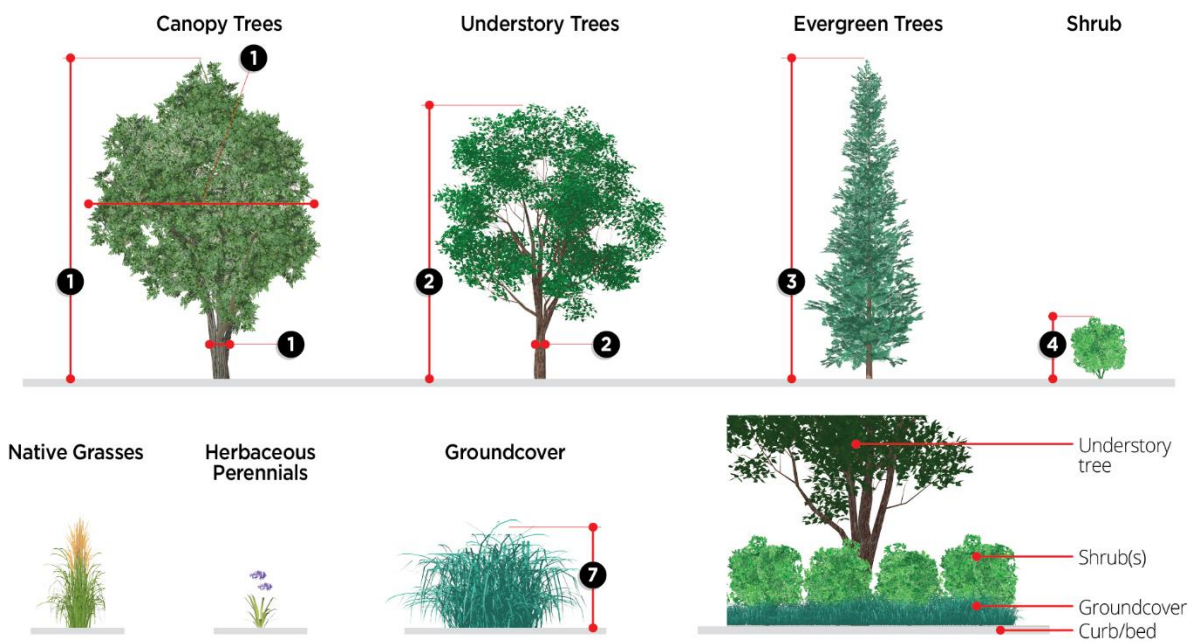 Canopy Trees
Understory Trees
Evergreen Trees
Shrub
1
1
2
3
4
1
2
Native Grasses
Herbaceous
Perennials
Groundcover
7
Understory
tree
Shrub(s)
Groundcover
Curb/bed